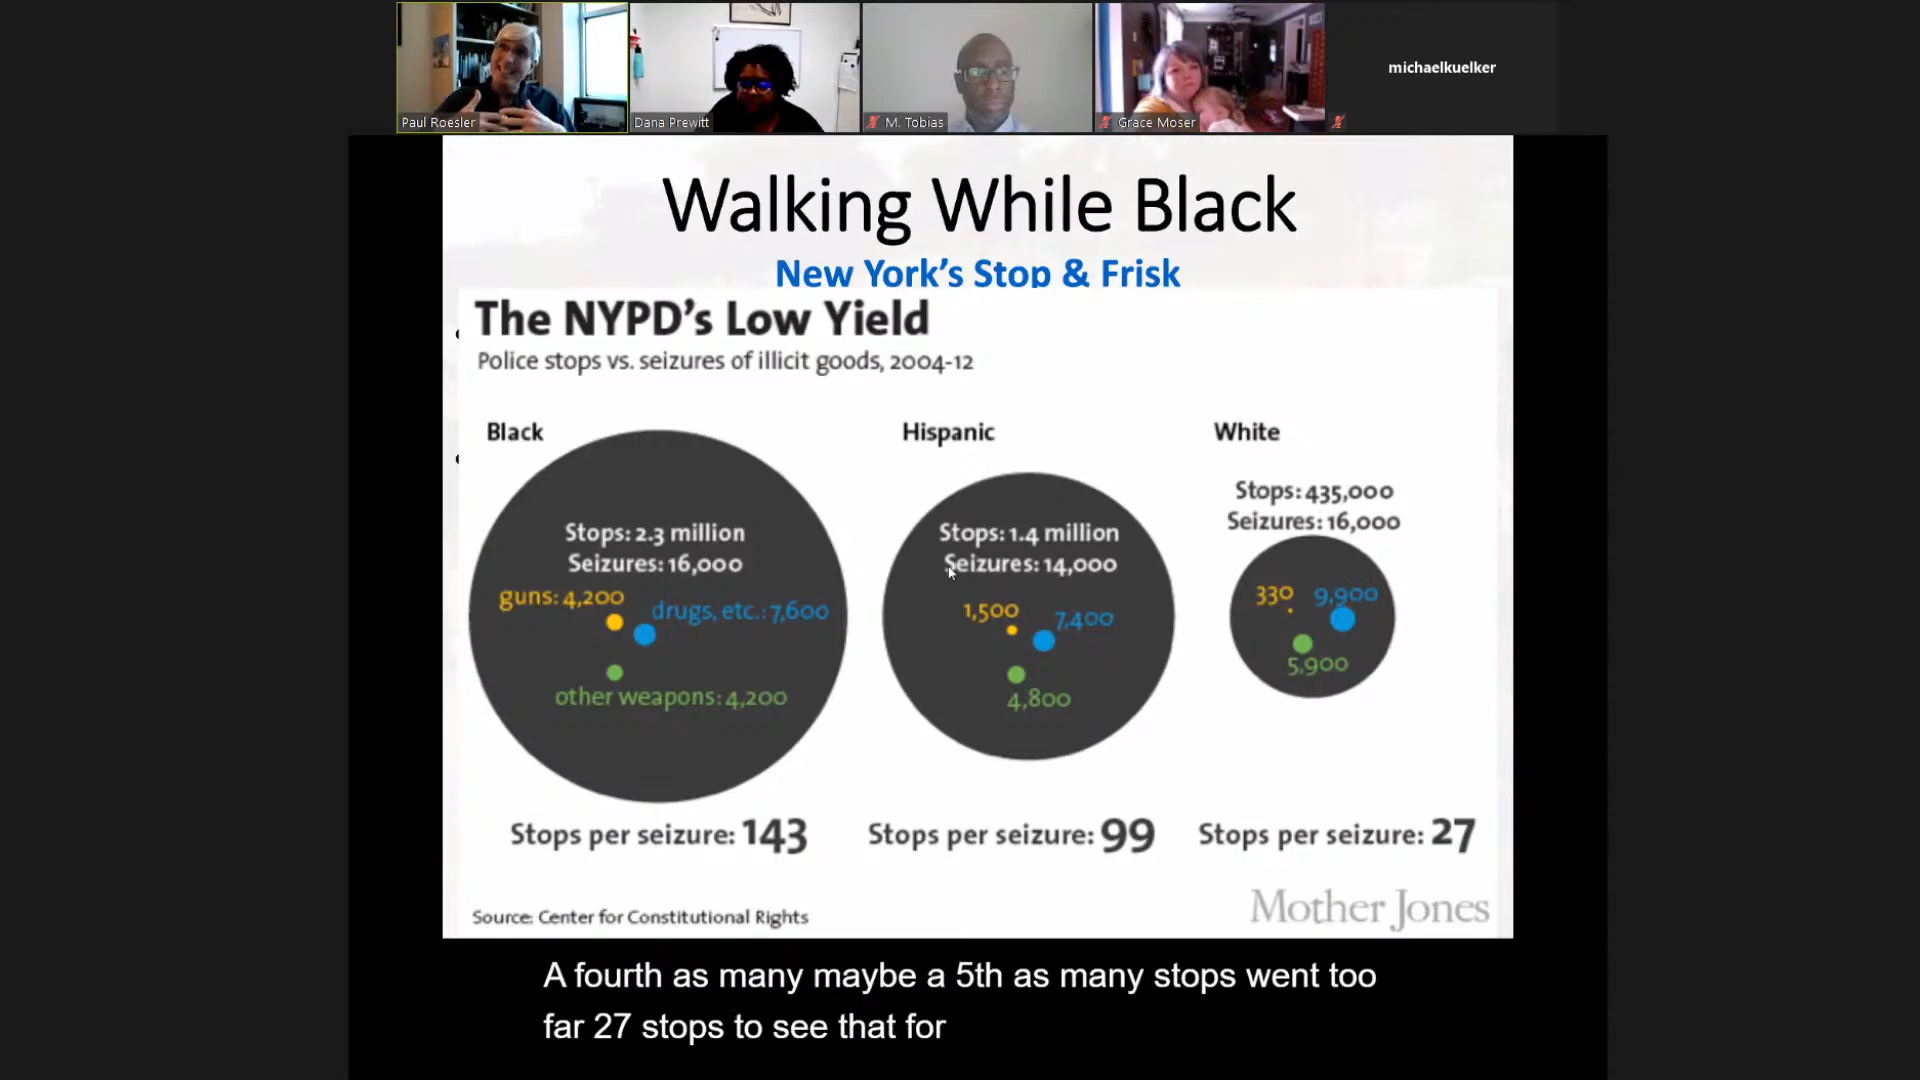 Paul Roesler
Dana Prewitt
M. Tobias
Grace Moser
michaelkuelker
Walking While Black
New York's Stop & Frisk
The NYPD's Low Yield
Police stops vs. seizures of illicit goods, 2004-12
Black
Stops: 2.3 million
Seizures: 16,000
guns: 4,200
drugs, etc.: 7,600
other weapons: 4,200
Stops per seizure: 143
Hispanic
Stops: 1.4 million
Seizures: 14,000
1,500
7,400
4,800
Stops per seizure: 99
White
Stops: 435,000
Seizures: 16,000
330
9,900
5,900
Stops per seizure: 27
Source: Center for Constitutional Rights
Mother Jones
A fourth as many maybe a 5th as many stops went too
far 27 stops to see that for